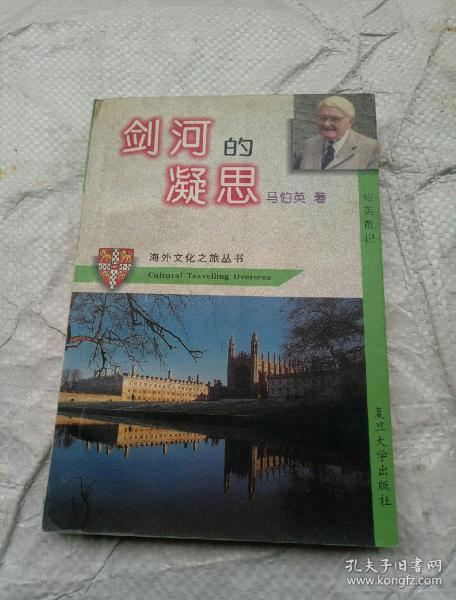 剑河的
凝思
马伯英 著
旅英散记
海外文化之旅丛书
Cultural Travelling Overseas
复旦大学出版社
孔夫子旧书网
www.kongfz.com